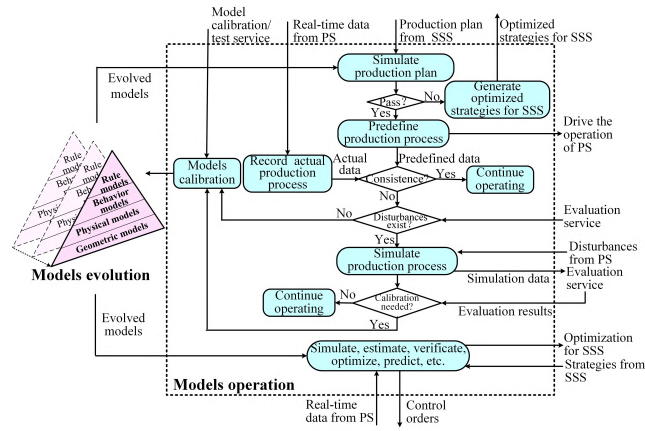 Model
calibration/
test service
Real-time data
from PS
Production plan
from SSS
Optimized
strategies for SSS
Evolved
models
Simulate
production plan
Pass?
No
Yes
Generate
optimized
strategies for SSS
Predefine
production process
Drive the
operation
of PS
Rule
Rule
Beh
Phys
Phys
Rule
models
Behavior
models
Physical models
Geometric models
Models evolution
Models
calibration
Record actual
production
process
Actual
data
Predefined data
Consistence?
Yes
Continue
operating
No
Disturbances
exist?
No
Evaluation
service
Yes
Simulate
production process
Disturbances
from PS
Simulation data
Evaluation
service
Continue
operating
No
Calibration
needed?
Evaluation results
Yes
Evolved
models
Simulate, estimate, verificate,
optimize, predict, etc.
Optimization
for SSS
Strategies from
SSS
Models operation
Real-time
data from PS
Control
orders